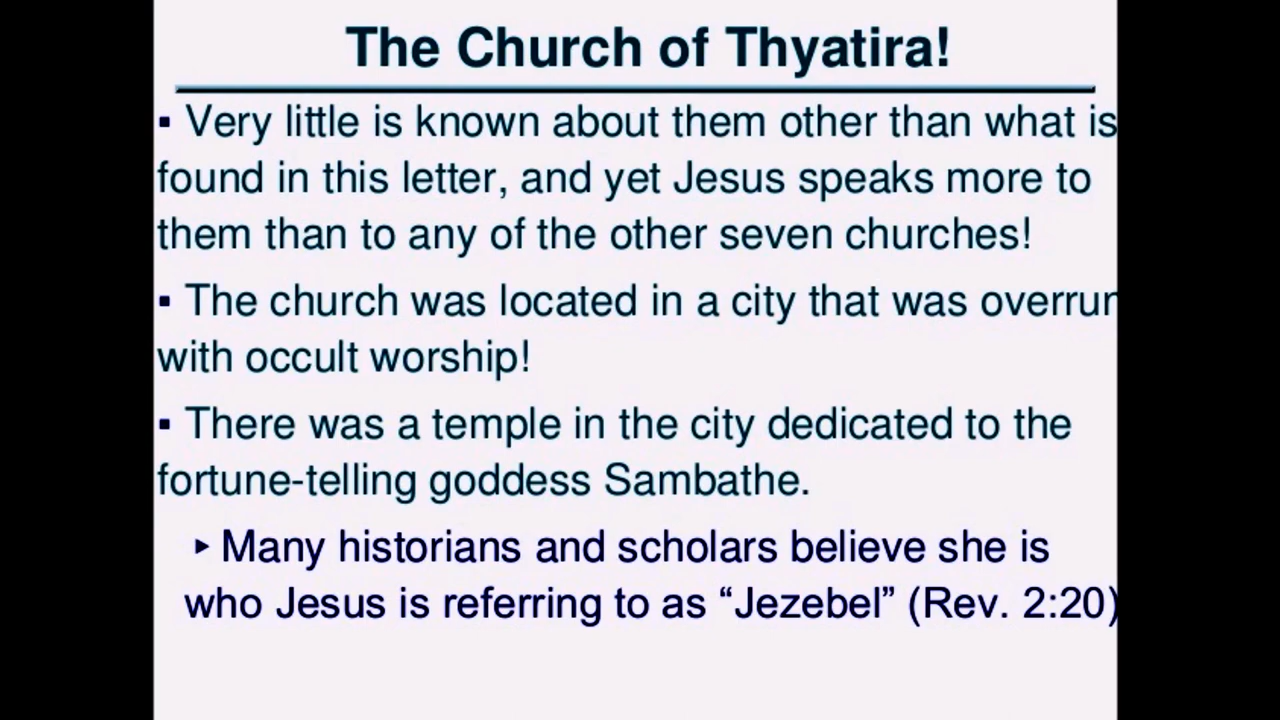 The Church of Thyatira!
▪ Very little is known about them other than what is
found in this letter, and yet Jesus speaks more to
them than to any of the other seven churches!
▪ The church was located in a city that was overrun
with occult worship!
▪ There was a temple in the city dedicated to the
fortune-telling goddess Sambathe.
▸ Many historians and scholars believe she is
who Jesus is referring to as “Jezebel” (Rev. 2:20)